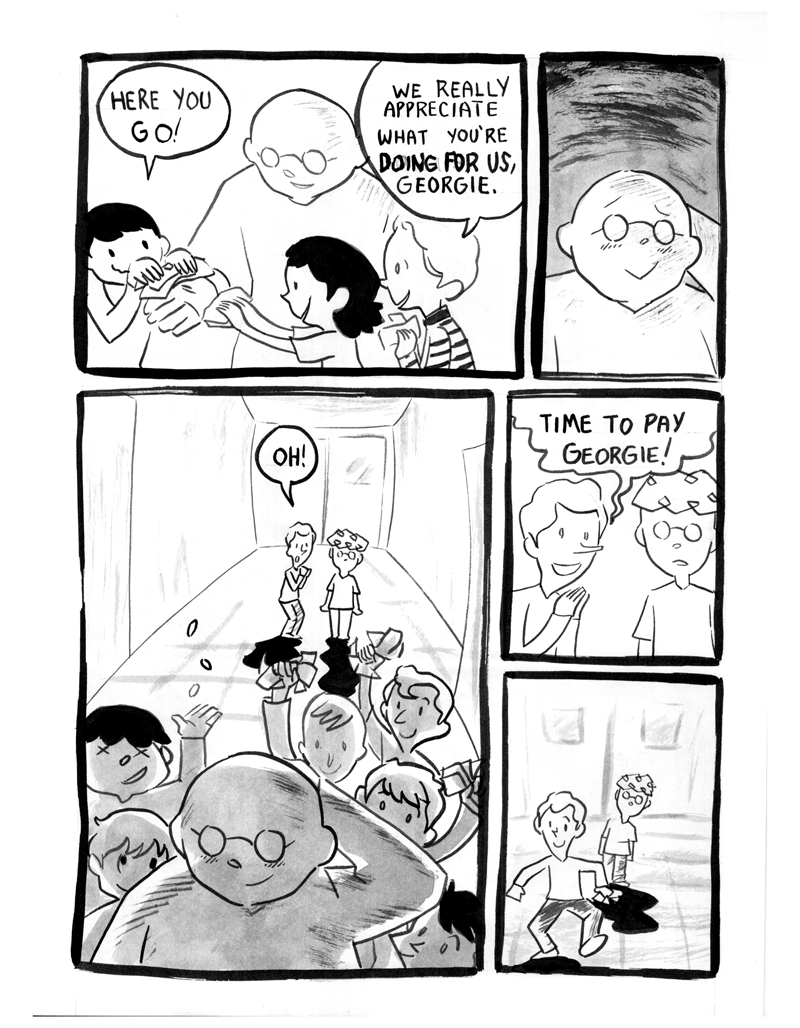 HERE YOU
GO!
WE REALLY
APPRECIATE
WHAT YOU'RE
DOING FOR US,
GEORGIE.
OH!
TIME TO PAY
GEORGIE!